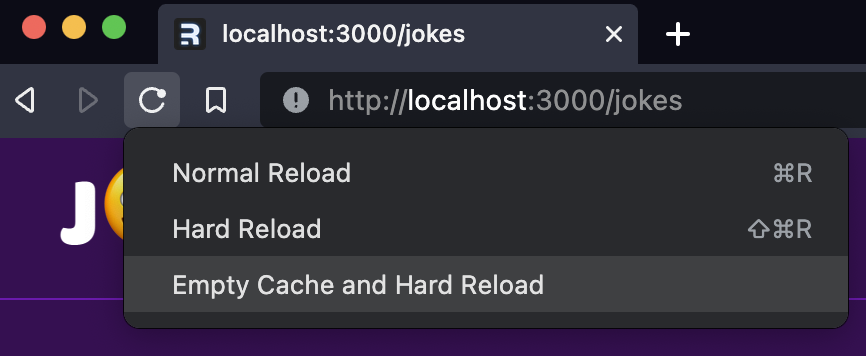 localhost:3000/jokes
http://localhost:3000/jokes
J
Normal Reload ⌘R
Hard Reload ⇧⌘R
Empty Cache and Hard Reload